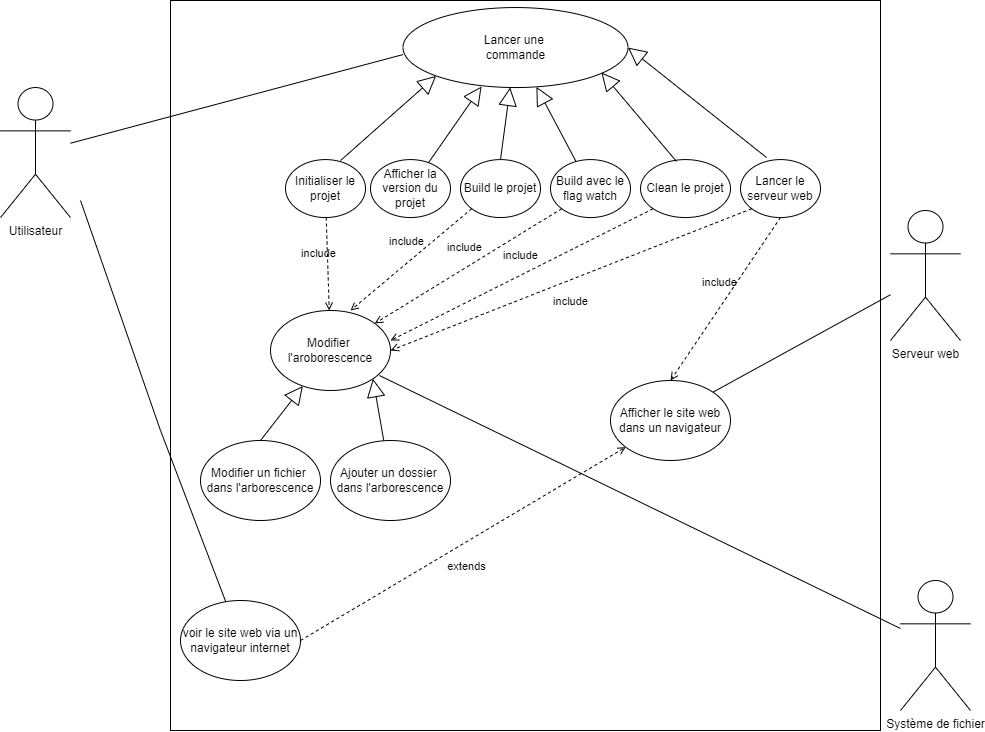 Lancer une
commande
Initialiser le
projet
Afficher la
version du
projet
Build le projet
Build avec le
flag watch
Clean le projet
Lancer le
serveur web
Utilisateur
include
include
include
include
include
include
Modifier
l'aroborescence
Serveur web
Afficher le site web
dans un navigateur
Modifier un fichier
dans l'arborescence
Ajouter un dossier
dans l'arborescence
extends
voir le site web via un
navigateur internet
Système de fichier